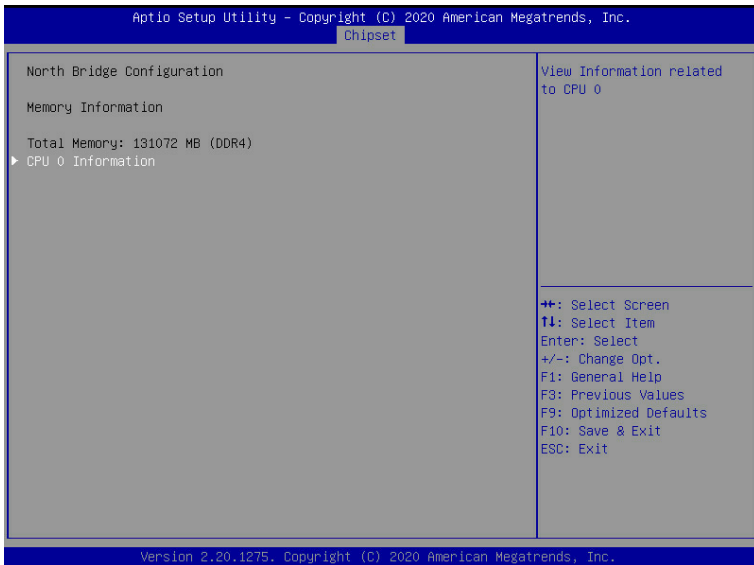 Aptio Setup Utility – Copyright (C) 2020 American Megatrends, Inc.
Chipset
North Bridge Configuration
Memory Information
Total Memory: 131072 MB (DDR4)
▶ CPU 0 Information
View Information related
to CPU 0
→←: Select Screen
↑↓: Select Item
Enter: Select
+/-: Change Opt.
F1: General Help
F3: Previous Values
F9: Optimized Defaults
F10: Save & Exit
ESC: Exit
Version 2.20.1275. Copyright (C) 2020 American Megatrends, Inc.